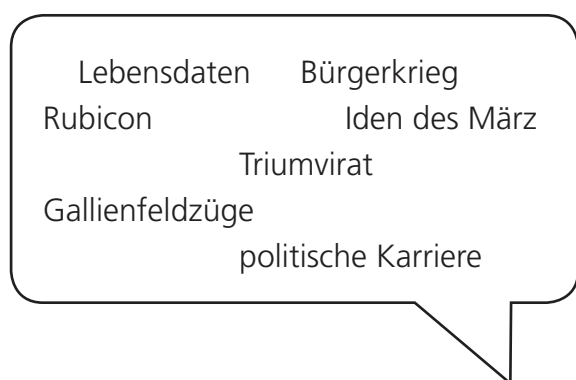 Lebensdaten Bürgerkrieg
Rubicon Iden des März
Triumvirat
Gallienfeldzüge
politische Karriere